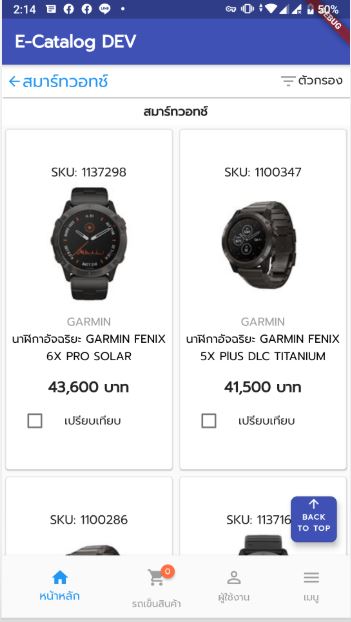 2:14
50%
DEBUG
E-Catalog DEV
สมาร์ทวอทช์
ตัวกรอง
สมาร์ทวอทช์
SKU: 1137298
SKU: 1100347
GARMIN
GARMIN
นาฬิกาอัจฉริยะ GARMIN FENIX
6X PRO SOLAR
นาฬิกาอัจฉริยะ GARMIN FENIX
5X PlUS DLC TITANIUM
43,600 บาท
41,500 บาท
เปรียบเทียบ
เปรียบเทียบ
BACK
TO TOP
SKU: 1100286
SKU: 113716
0
หน้าหลัก
รถเข็นสินค้า
ผู้ใช้งาน
เมนู